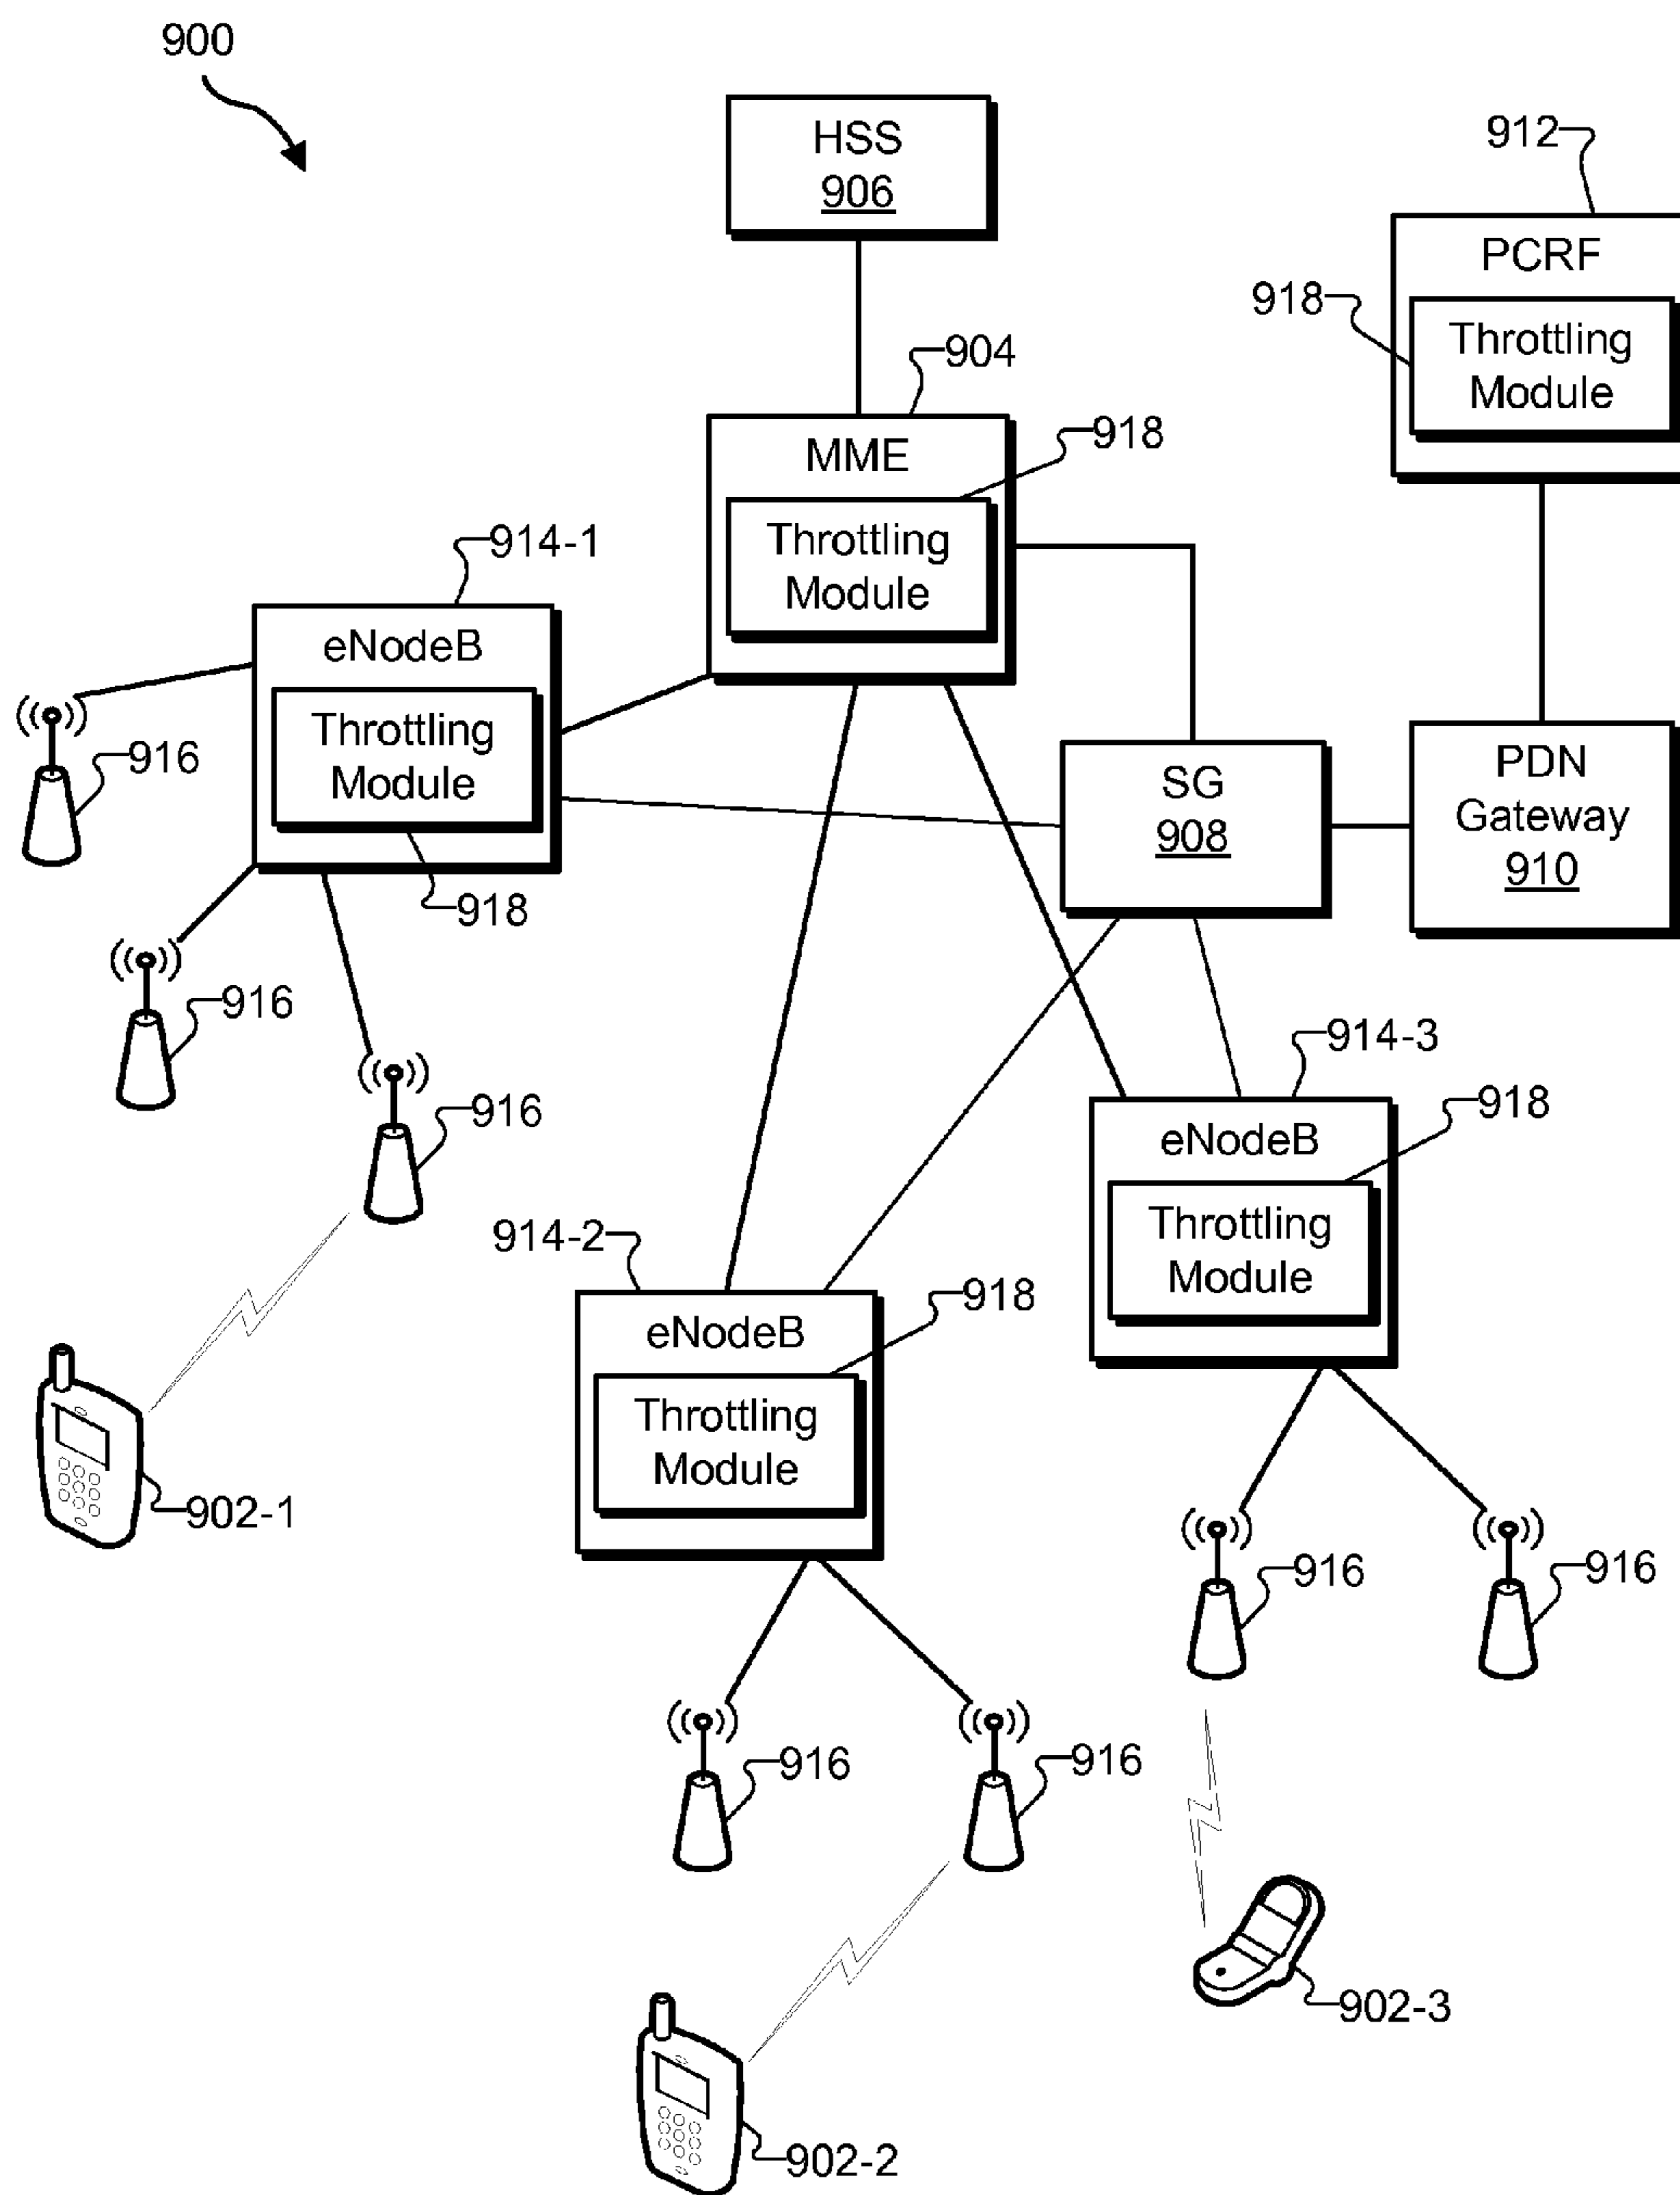 900
HSS
906
912
PCRF
918
Throttling
Module
904
MME
918
Throttling
Module
914-1
eNodeB
Throttling
Module
918
916
916
916
SG
908
PDN
Gateway
910
914-3
eNodeB
918
Throttling
Module
914-2
eNodeB
918
Throttling
Module
902-1
916
916
916
916
902-3
902-2